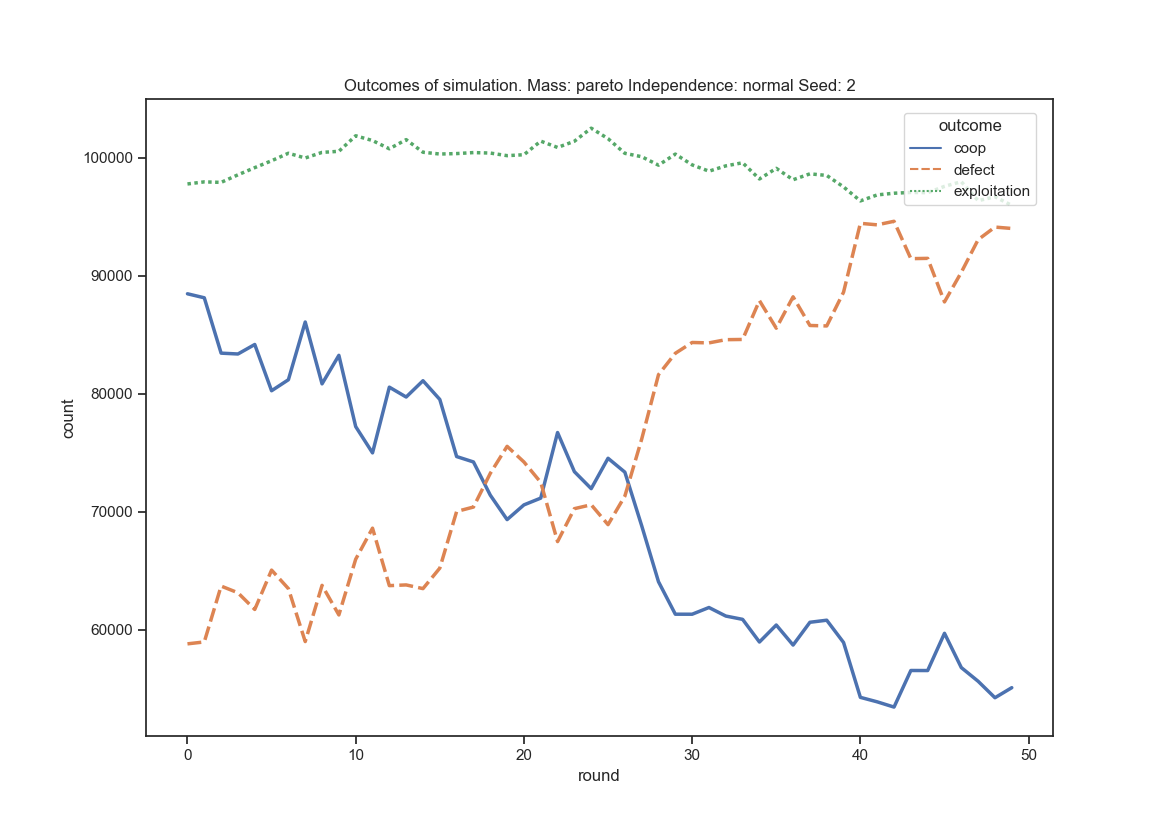 Outcomes of simulation. Mass: pareto Independence: normal Seed: 2
outcome
coop
defect
exploitation
count
100000
90000
80000
70000
60000
0 10 20 30 40 50
round